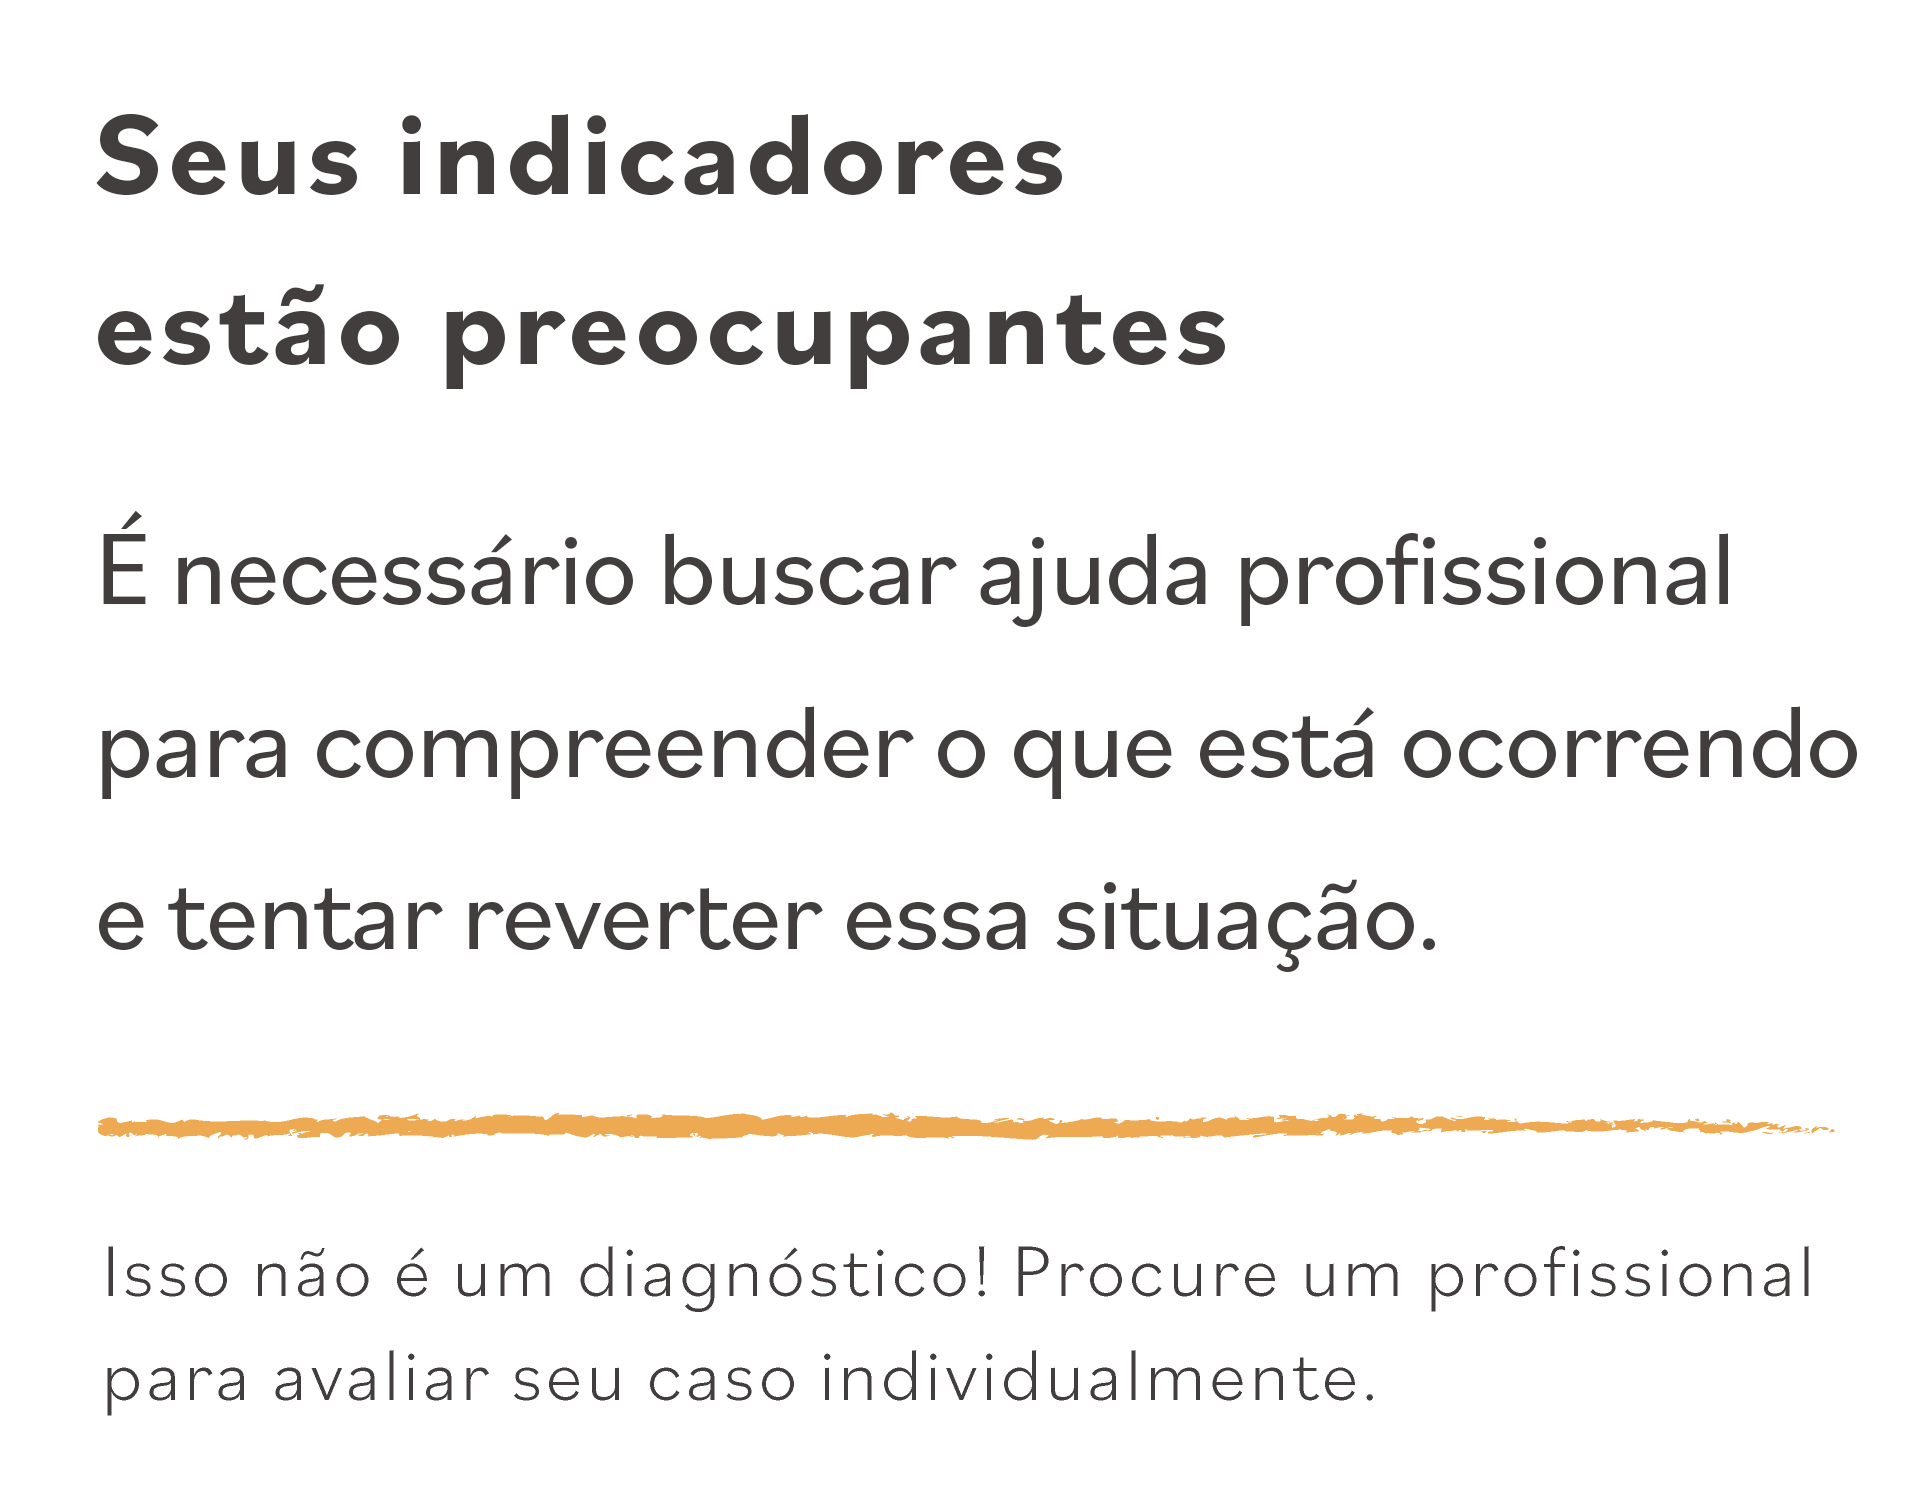 Seus indicadores
estão preocupantes
É necessário buscar ajuda profissional
para compreender o que está ocorrendo
e tentar reverter essa situação.
Isso não é um diagnóstico! Procure um profissional
para avaliar seu caso individualmente.